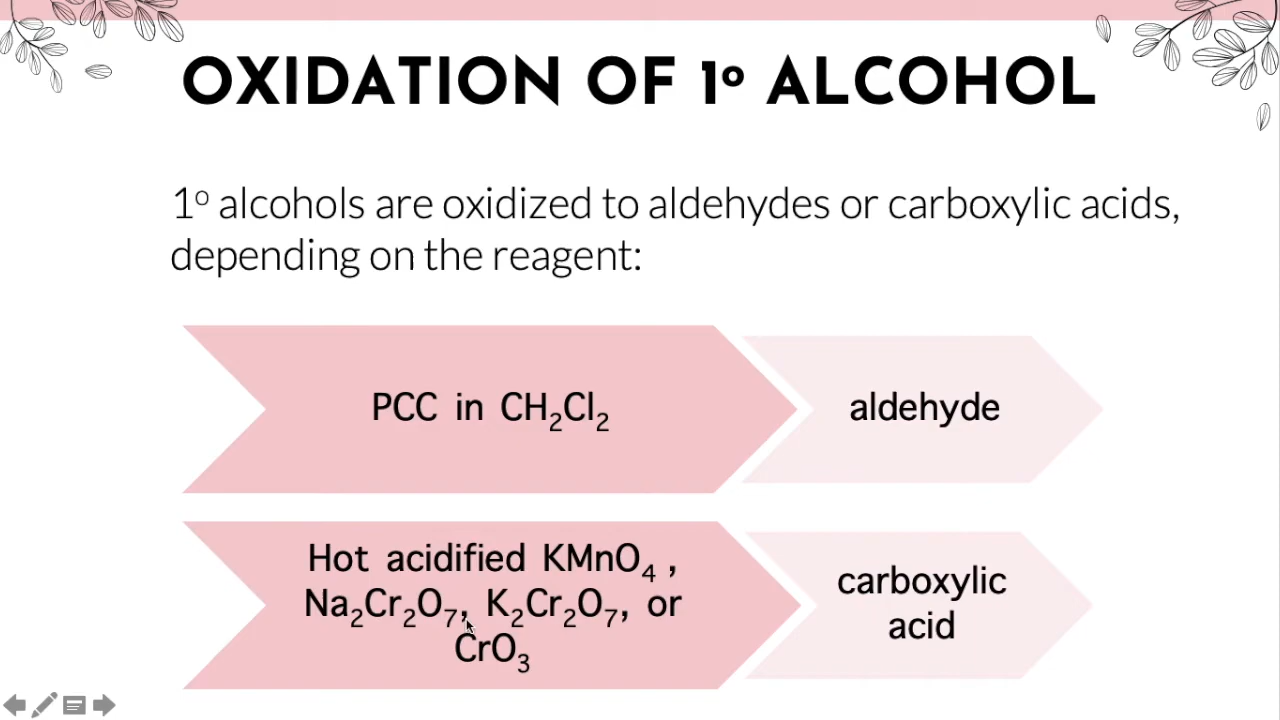 OXIDATION OF 1º ALCOHOL
1º alcohols are oxidized to aldehydes or carboxylic acids,
depending on the reagent:
PCC in CH₂Cl₂
aldehyde
Hot acidified KMnO₄ ,
Na₂Cr₂O₇, K₂Cr₂O₇, or
CrO₃
carboxylic
acid